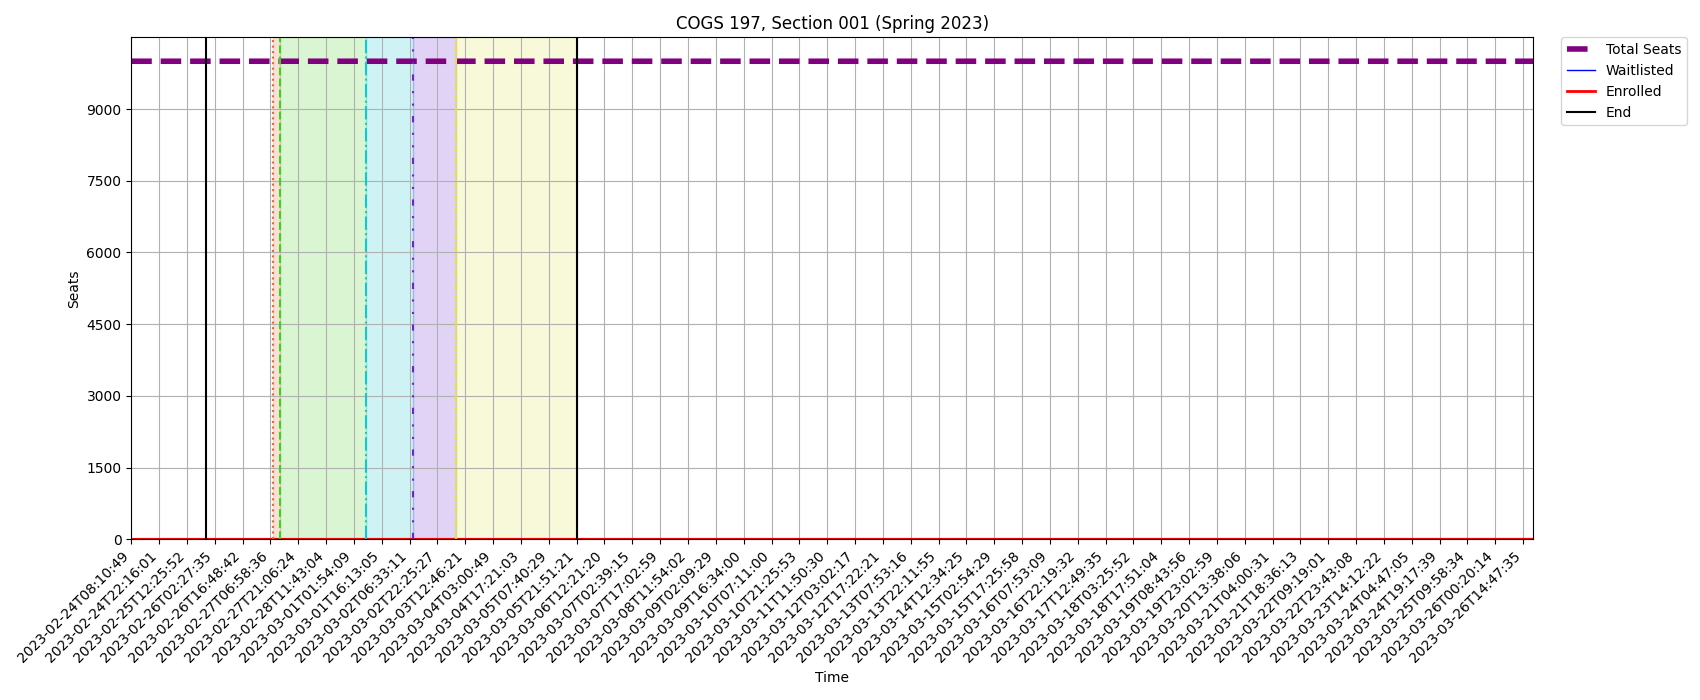 COGS 197, Section 001 (Spring 2023)
Total Seats
Waitlisted
Enrolled
End
Seats
9000
7500
6000
4500
3000
1500
0
2023-02-24T08:10:49
2023-02-24T22:16:01
2023-02-25T12:25:52
2023-02-26T02:27:35
2023-02-26T16:48:42
2023-02-27T06:58:36
2023-02-27T21:06:24
2023-02-28T11:43:04
2023-03-01T01:54:09
2023-03-01T16:13:05
2023-03-02T06:33:11
2023-03-02T22:25:27
2023-03-03T12:46:21
2023-03-04T03:00:49
2023-03-04T17:21:03
2023-03-05T07:40:29
2023-03-05T21:51:21
2023-03-06T12:21:20
2023-03-07T02:39:15
2023-03-07T17:02:59
2023-03-08T11:54:02
2023-03-09T02:09:29
2023-03-09T16:34:00
2023-03-10T07:11:00
2023-03-10T21:25:53
2023-03-11T11:50:30
2023-03-12T03:02:17
2023-03-12T17:22:21
2023-03-13T07:53:16
2023-03-13T22:11:55
2023-03-14T12:34:25
2023-03-15T02:54:29
2023-03-15T17:25:58
2023-03-16T07:53:09
2023-03-16T22:19:32
2023-03-17T12:49:35
2023-03-18T03:25:52
2023-03-18T17:51:04
2023-03-19T08:43:56
2023-03-19T23:02:59
2023-03-20T13:38:06
2023-03-21T04:00:31
2023-03-21T18:36:13
2023-03-22T09:19:01
2023-03-22T23:43:08
2023-03-23T14:12:22
2023-03-24T04:47:05
2023-03-24T19:17:39
2023-03-25T09:58:34
2023-03-26T00:20:14
2023-03-26T14:47:35
Time